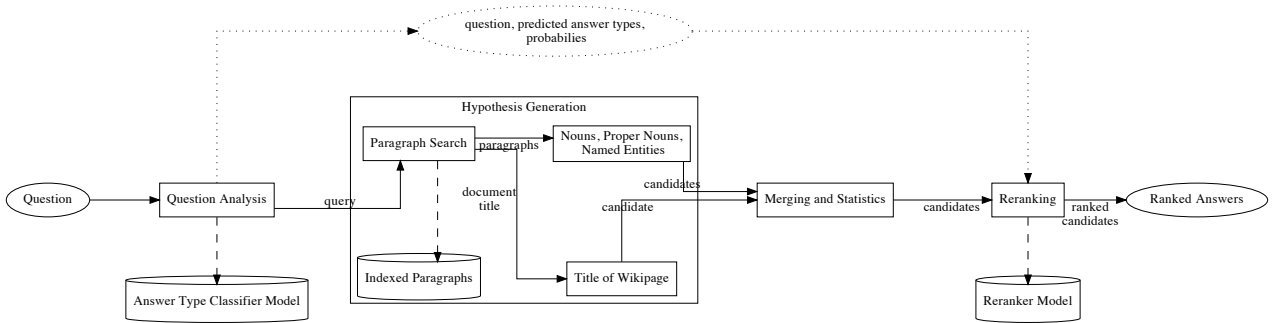 question, predicted answer types,
probabilies
Hypothesis Generation
Paragraph Search
paragraphs
Nouns, Proper Nouns,
Named Entities
Question
Question Analysis
query
document
title
candidates
candidate
Merging and Statistics
candidates
Reranking
ranked
candidates
Ranked Answers
Answer Type Classifier Model
Indexed Paragraphs
Title of Wikipage
Reranker Model